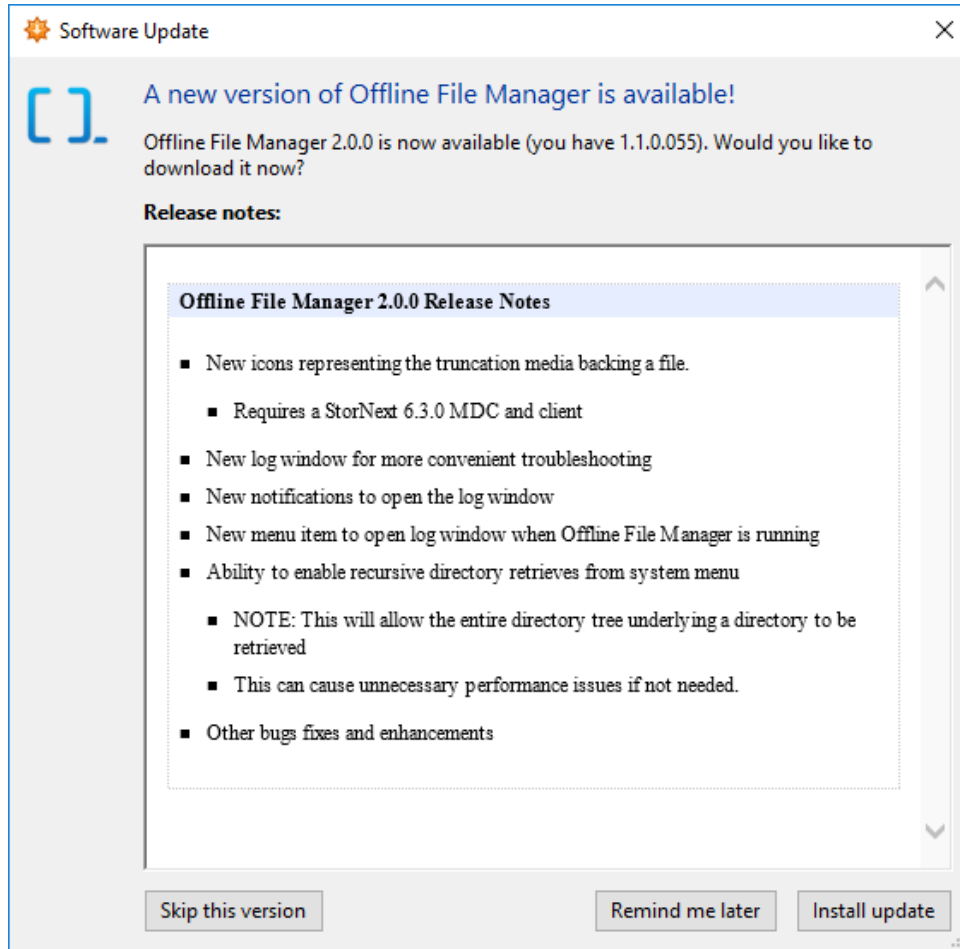 Software Update
A new version of Offline File Manager is available!
Offline File Manager 2.0.0 is now available (you have 1.1.0.055). Would you like to
download it now?
Release notes:
Offline File Manager 2.0.0 Release Notes
New icons representing the truncation media backing a file.
Requires a StorNext 6.3.0 MDC and client
New log window for more convenient troubleshooting
New notifications to open the log window
New menu item to open log window when Offline File Manager is running
Ability to enable recursive directory retrieves from system menu
NOTE: This will allow the entire directory tree underlying a directory to be
retrieved
This can cause unnecessary performance issues if not needed.
Other bugs fixes and enhancements
Skip this version
Remind me later
Install update